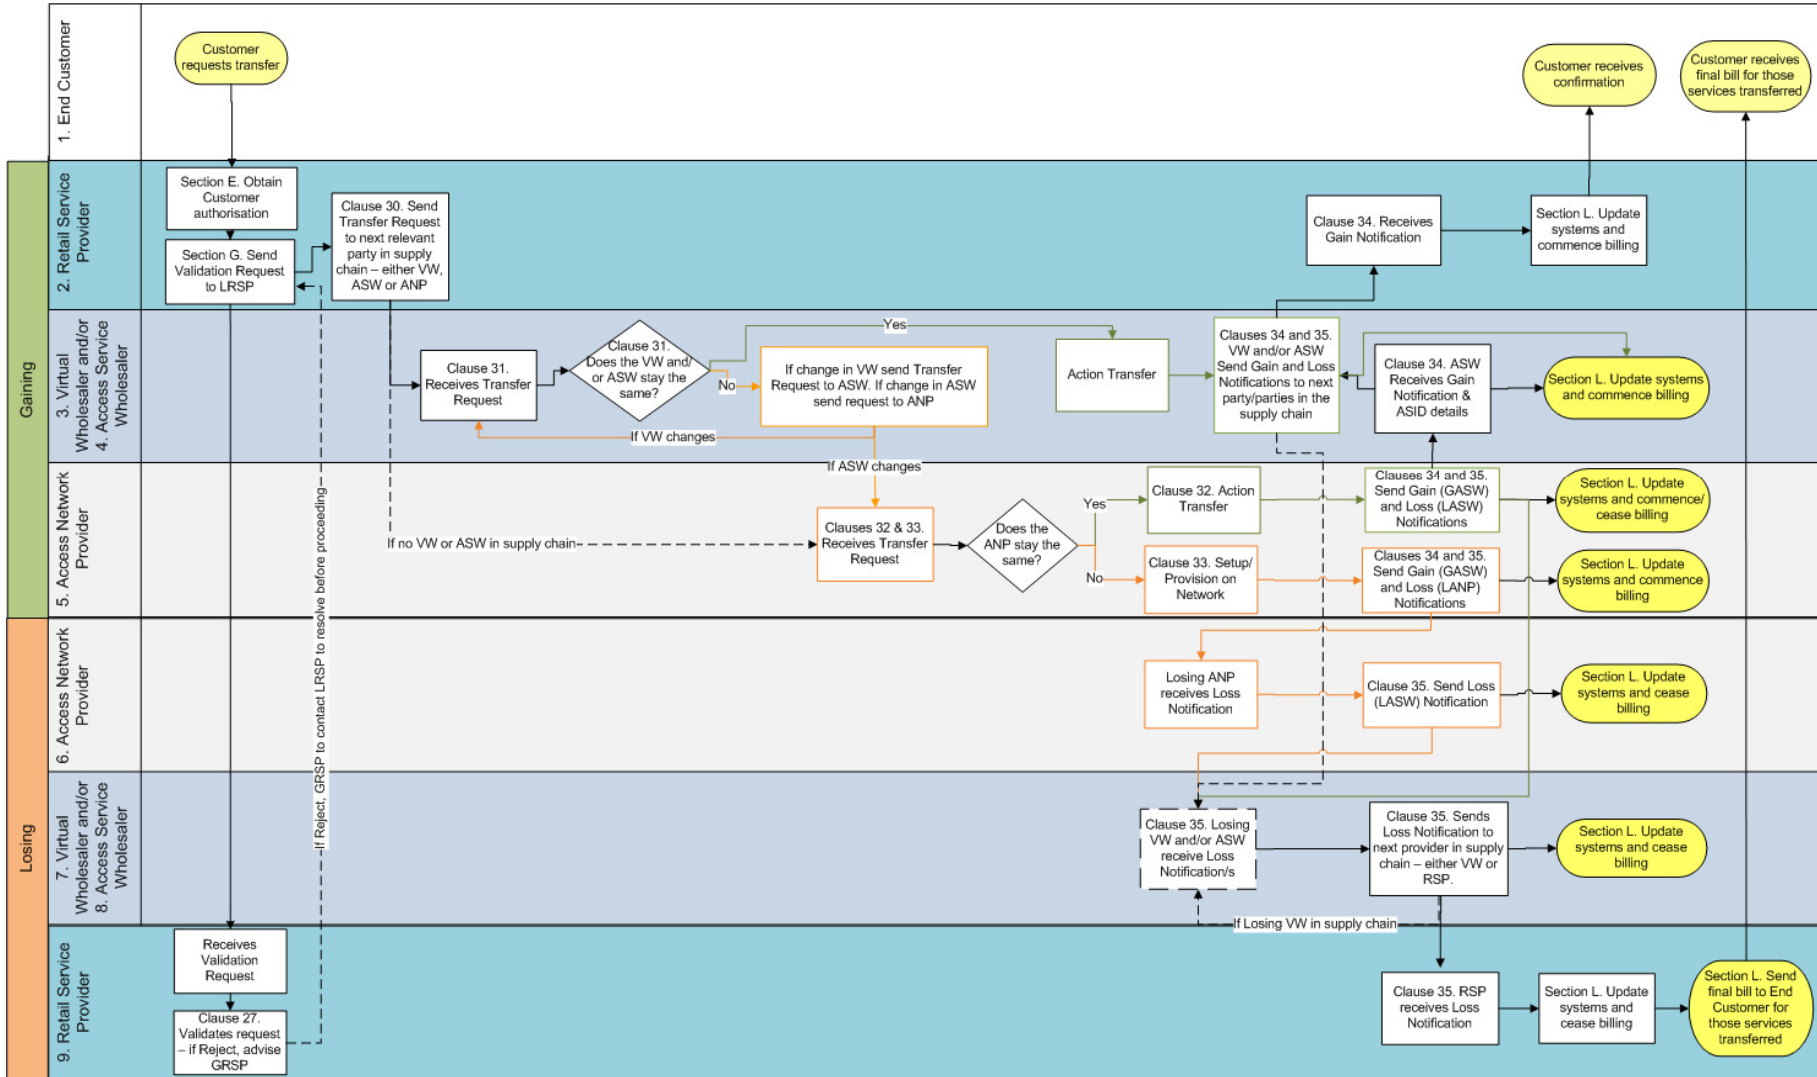 Customer
requests transfer
Customer receives
confirmation
Customer receives
final bill for those
services transferred
1. End Customer
Gaining
2. Retail Service
Provider
Section E. Obtain
Customer
authorisation
Section G. Send
Validation Request
to LRSP
Clause 30. Send
Transfer Request
to next relevant
party in supply
chain – either VW,
ASW or ANP
Clause 34. Receives
Gain Notification
Section L. Update
systems and
commence billing
3. Virtual
Wholesaler and/or
4. Access Service
Wholesaler
Clause 31.
Receives Transfer
Request
Clause 31.
Does the VW and/
or ASW stay the
same?
Yes
No
If change in VW send Transfer
Request to ASW. If change in ASW
send request to ANP
If VW changes
If ASW changes
Action Transfer
Clauses 34 and 35.
VW and/or ASW
Send Gain and Loss
Notifications to next
party/parties in the
supply chain
Clause 34. ASW
Receives Gain
Notification &
ASID details
Section L. Update systems
and commence billing
5. Access Network
Provider
If no VW or ASW in supply chain
Clauses 32 & 33.
Receives Transfer
Request
Does the
ANP stay the
same?
Yes
No
Clause 32. Action
Transfer
Clauses 34 and 35.
Send Gain (GASW)
and Loss (LASW)
Notifications
Section L. Update
systems and commence/
cease billing
Clause 33. Setup/
Provision on
Network
Clauses 34 and 35.
Send Gain (GASW)
and Loss (LANP)
Notifications
Section L. Update
systems and commence
billing
If Reject, GRSP to contact LRSP to resolve before proceeding
Losing
6. Access Network
Provider
Losing ANP
receives Loss
Notification
Clause 35. Send Loss
(LASW) Notification
Section L. Update
systems and cease
billing
7. Virtual
Wholesaler and/or
8. Access Service
Wholesaler
Clause 35. Losing
VW and/or ASW
receive Loss
Notification/s
Clause 35. Sends
Loss Notification to
next provider in supply
chain – either VW or
RSP.
Section L. Update
systems and cease
billing
If Losing VW in supply chain
9. Retail Service
Provider
Receives
Validation
Request
Clause 27.
Validates request
– if Reject, advise
GRSP
Clause 35. RSP
receives Loss
Notification
Section L. Update
systems and
cease billing
Section L. Send
final bill to End
Customer for
those services
transferred